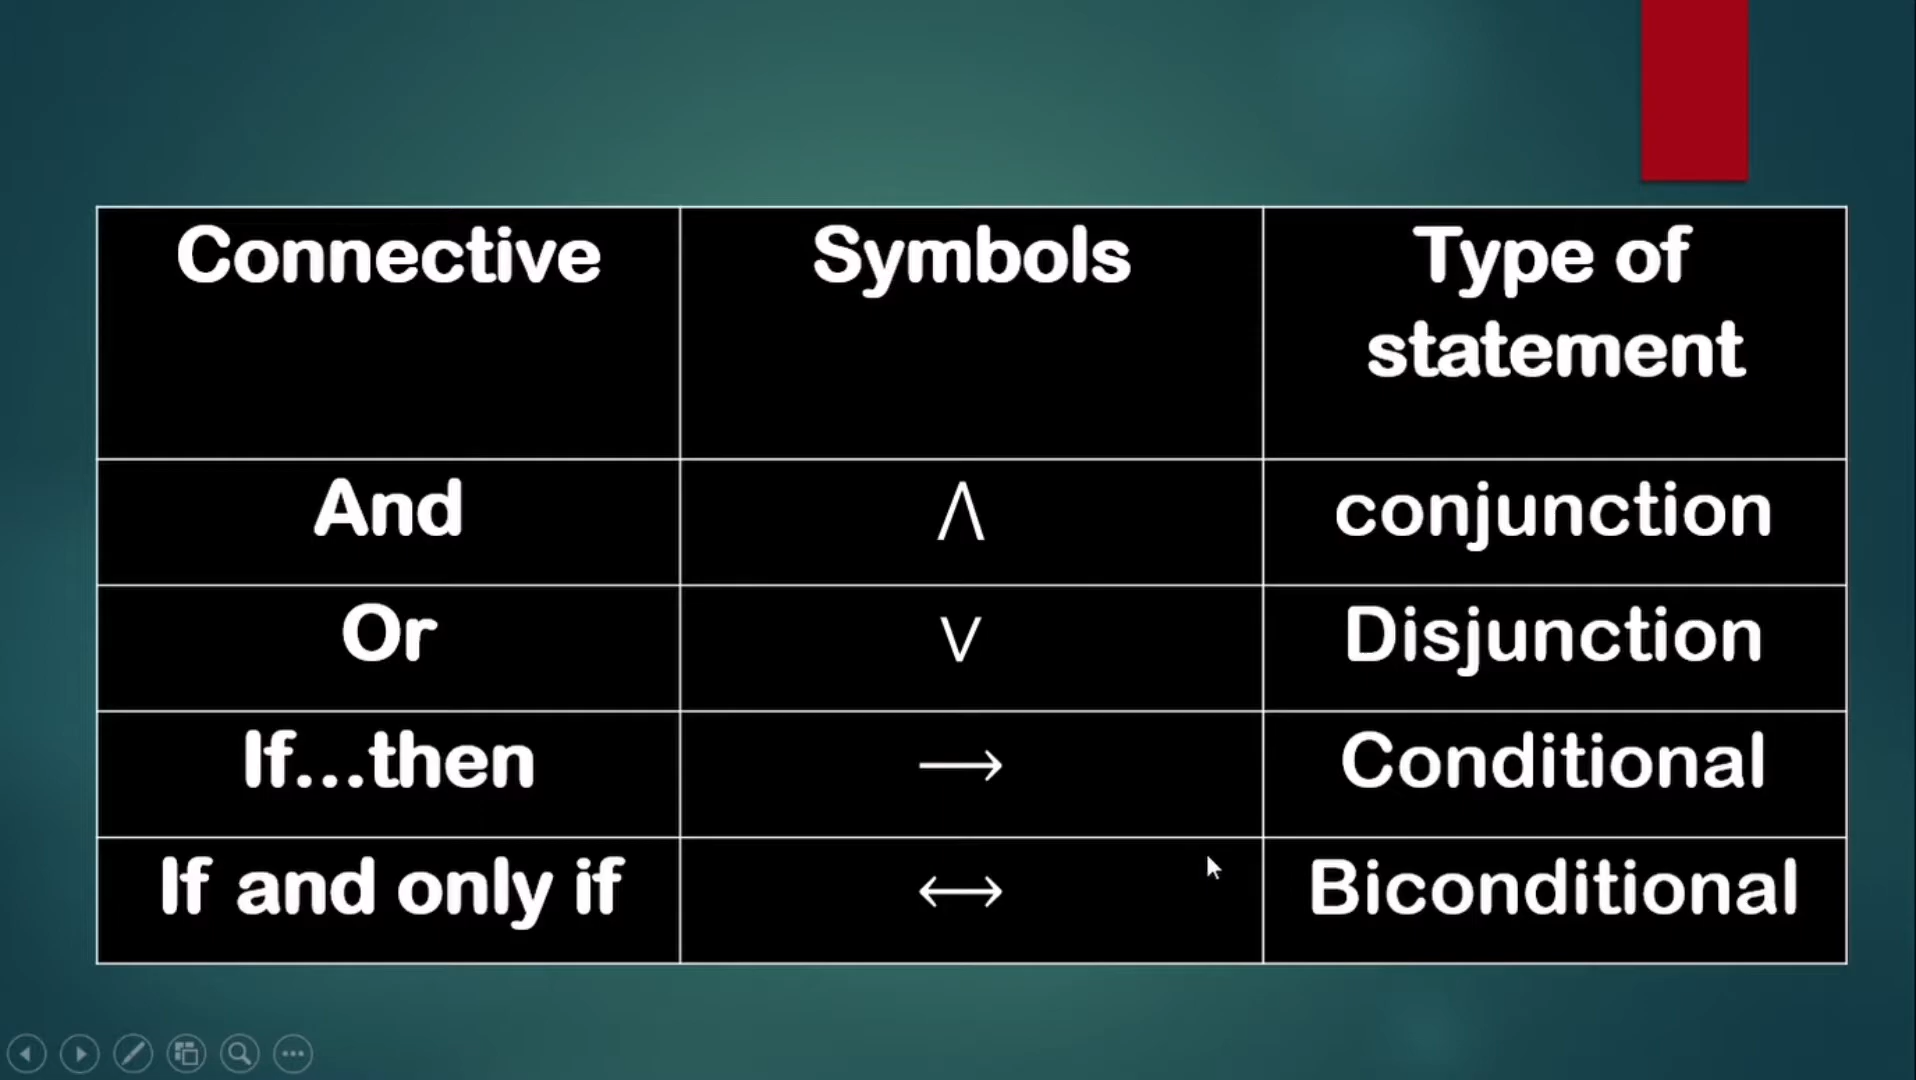 Connective Symbols Type of
statement
And ⋀ conjunction
Or ∨ Disjunction
If...then ⟶ Conditional
If and only if ⟷ Biconditional